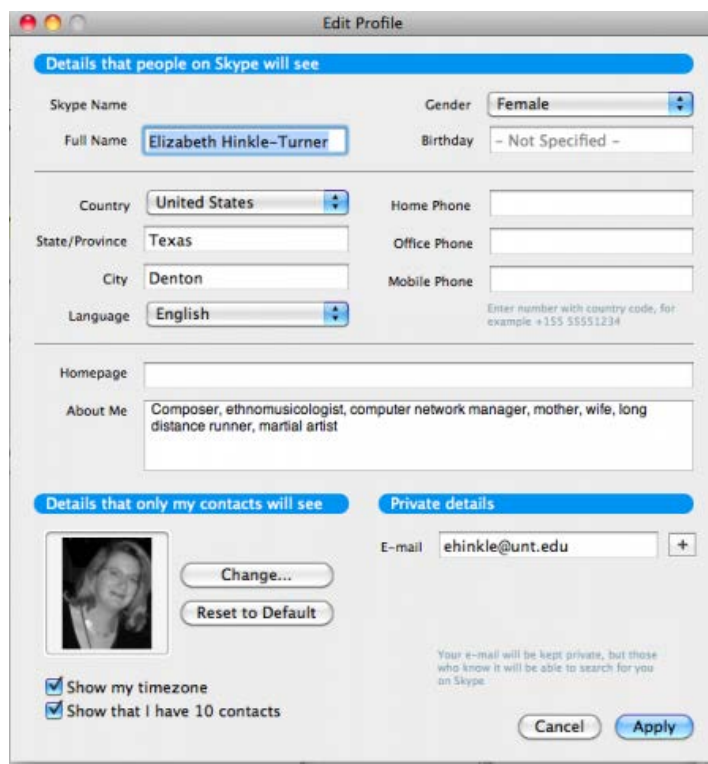 Edit Profile
Details that people on Skype will see
Skype Name
Gender Female
Full Name Elizabeth Hinkle-Turner
Birthday - Not Specified -
Country United States
Home Phone
State/Province Texas
Office Phone
City Denton
Mobile Phone
Language English
Enter number with country code, for
example +155 55551234
Homepage
About Me Composer, ethnomusicologist, computer network manager, mother, wife, long
distance runner, martial artist
Details that only my contacts will see
Change...
Reset to Default
Show my timezone
Show that I have 10 contacts
Private details
E-mail ehinkle@unt.edu +
Your e-mail will be kept private, but those
who know it will be able to search for you
on Skype
Cancel Apply